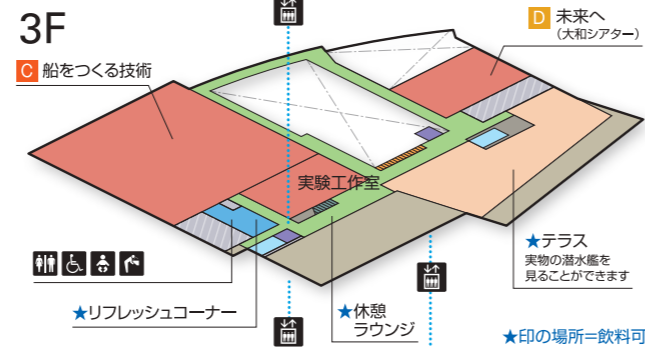 3F
C 船をつくる技術
D 未来へ
(大和シアター)
実験工作室
★テラス
実物の潜水艦を
見ることができます
★リフレッシュコーナー
★休憩
ラウンジ
★印の場所=飲料可